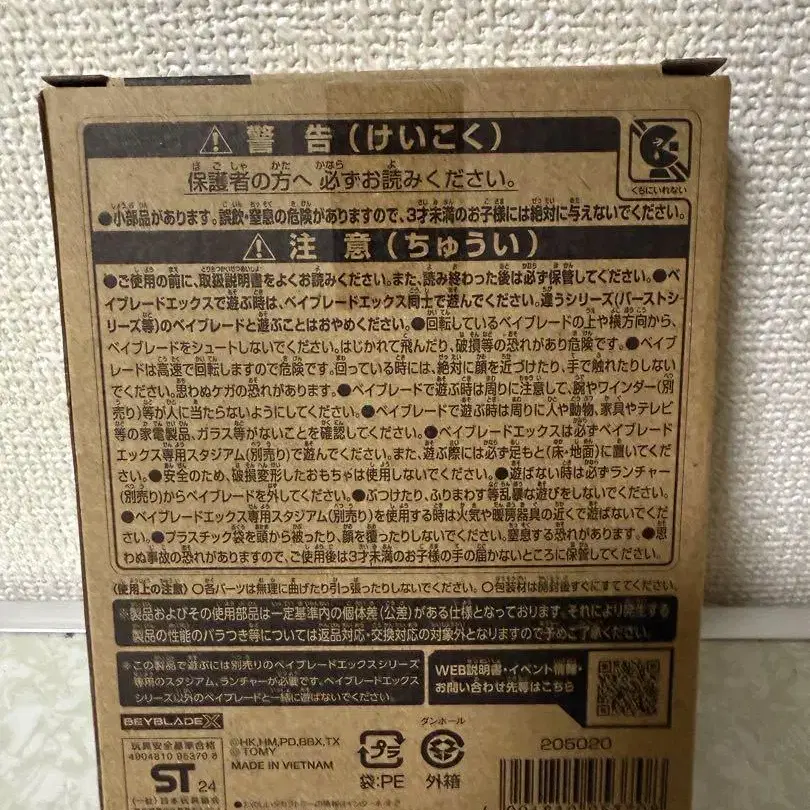 警告(けいこく)
保護者の方へ 必ずお読みください。
くちにいれない
●小部品があります。誤飲・窒息の危険がありますので、3才未満のお子様には絶対に与えないでください。
注意(ちゅうい)
●ご使用の前に、取扱説明書をよくお読みください。また、読み終わった後は必ず保管してください。●ベ
イブレードエックスで遊ぶ時は、ベイブレードエックス同士で遊んでください。違うシリーズ(バーストシ
リーズ等)のベイブレードと遊ぶことはおやめください。●回転しているベイブレードの上や横方向から、
ベイブレードをシュートしないでください。はじかれて飛んだり、破損等の恐れがあり危険です。●ベイブ
レードは高速で回転しますので危険です。回っている時には、絶対に顔を近づけたり、手で触れたりしない
でください。思わぬケガの恐れがあります。●ベイブレードで遊ぶ時は周りに注意して、腕やワインダー(別
売り)等が人に当たらないようにしてください。●ベイブレードで遊ぶ時は周りに人や動物、家具やテレビ
等の家電製品、ガラス等がないことを確認してください。●ベイブレードエックスは必ずベイブレード
エックス専用スタジアム(別売り)で遊んでください。また、遊ぶ際には必ず足もと(床・地面)に置いてくだ
さい。●安全のため、破損変形したおもちゃは使用しないでください。●遊ばない時は必ずランチャー
(別売り)からベイブレードを外してください。●ぶつけたり、ふりまわす等乱暴な遊びをしないでください。
●ベイブレードエックス専用スタジアム(別売り)を使用する時は火気や暖房器具の近くで遊ばないでくだ
さい。●プラスチック袋を頭から被ったり、顔を覆ったりしないでください。窒息する恐れがあります。●思
わぬ事故の恐れがありますので、ご使用後は3才未満のお子様の手の届かないところに保管してください。
〈使用上の注意〉○各パーツは無理に曲げたり引っ張ったりしないでください。○包装材は開封後すぐにすててください。
※製品およびその使用部品は一定基準内の個体差(公差)がある仕様となっております。それにより発生する
製品の性能のバラつき等については返品対応・交換対応の対象外となりますので予めご了承ください。
※この製品で遊ぶには別売りのベイブレードエックスシリーズ
専用のスタジアム、ランチャーが必要です。ベイブレードエックス
シリーズ以外のベイブレードと一緒に遊ばないでください。
WEB説明書・イベント情報・
お問い合わせ先等はこちら
BEYBLADE X
玩具安全基準合格
4904810 05370 8
ST 24
(一社)日本玩具協会
©HK,HM,PD,BBX,TX
©TOMY
MADE IN VIETNAM
プラ
袋:PE
ダンボール
外箱
205020